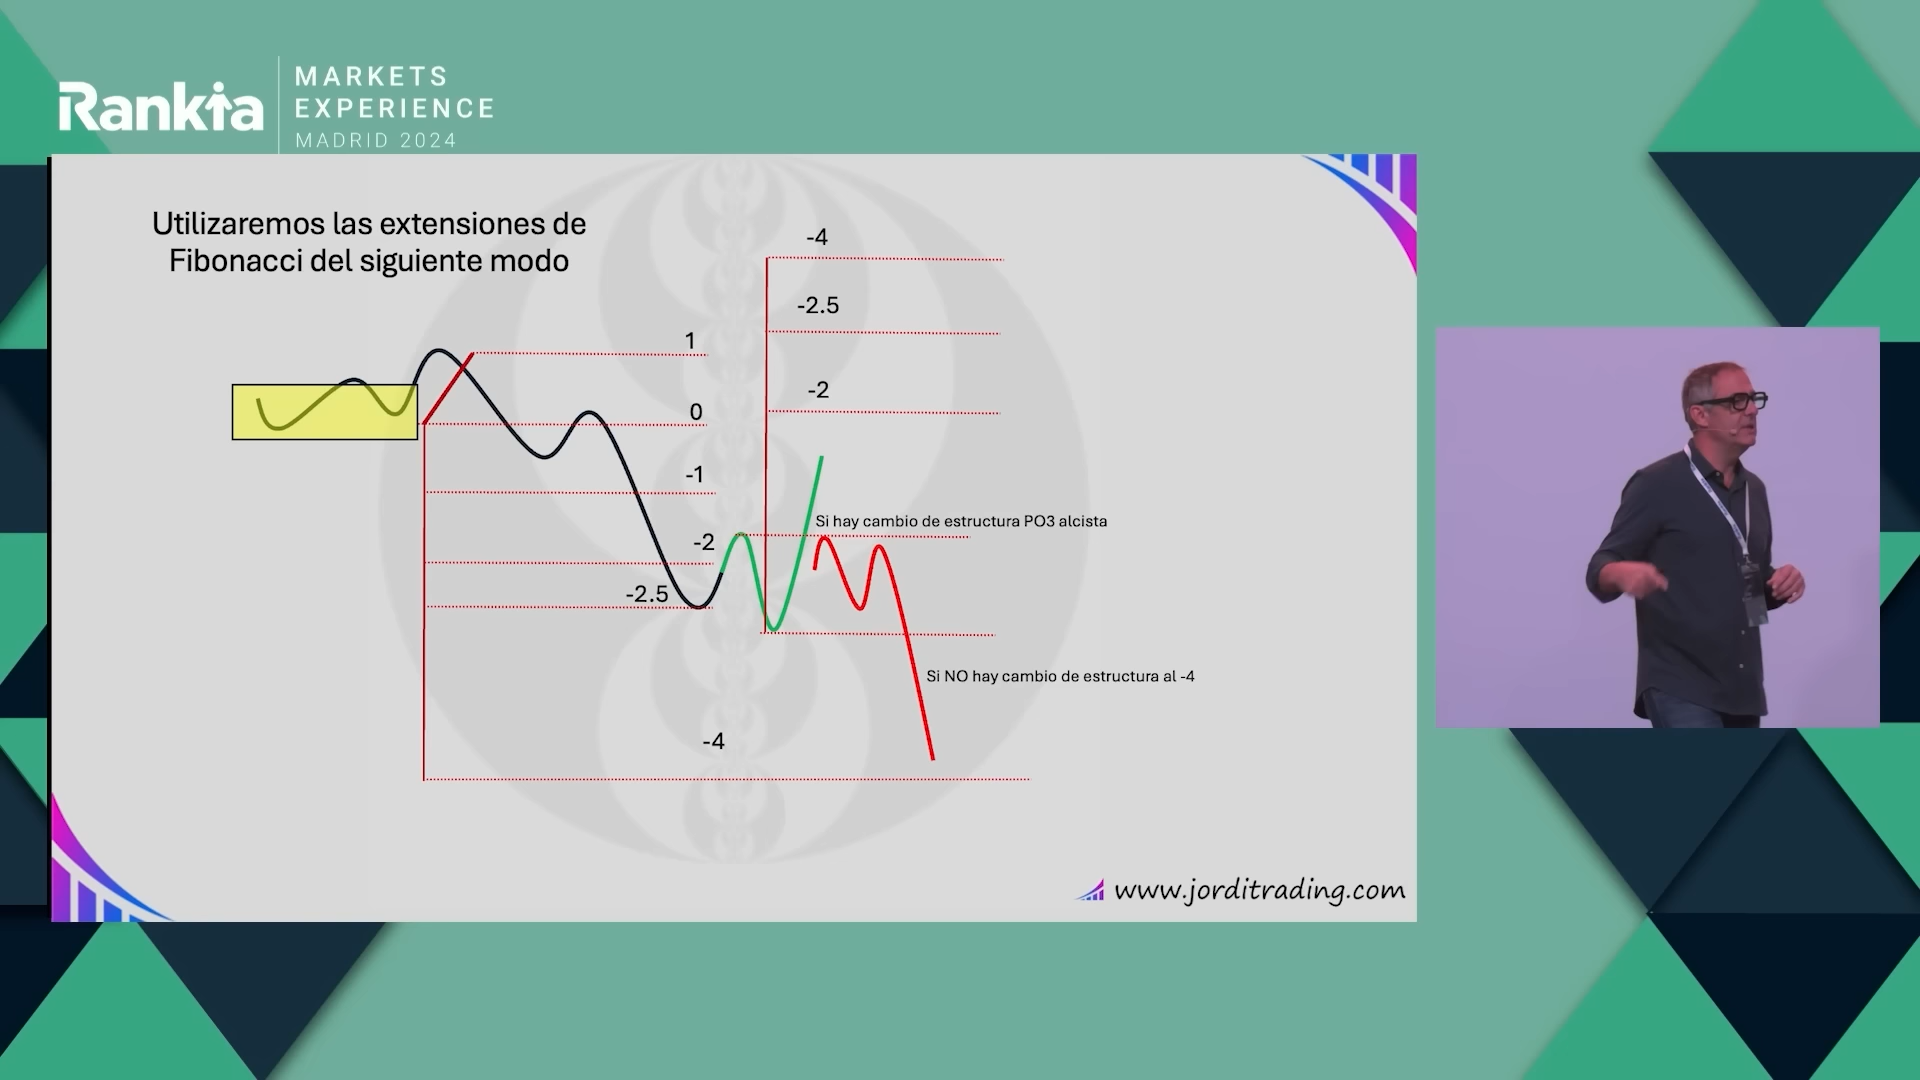 Rankia
MARKETS
EXPERIENCE
MADRID 2024
Utilizaremos las extensiones de
Fibonacci del siguiente modo
-4
-2.5
1
-2
0
-1
Si hay cambio de estructura PO3 alcista
-2
-2.5
Si NO hay cambio de estructura al -4
-4
www.jorditrading.com